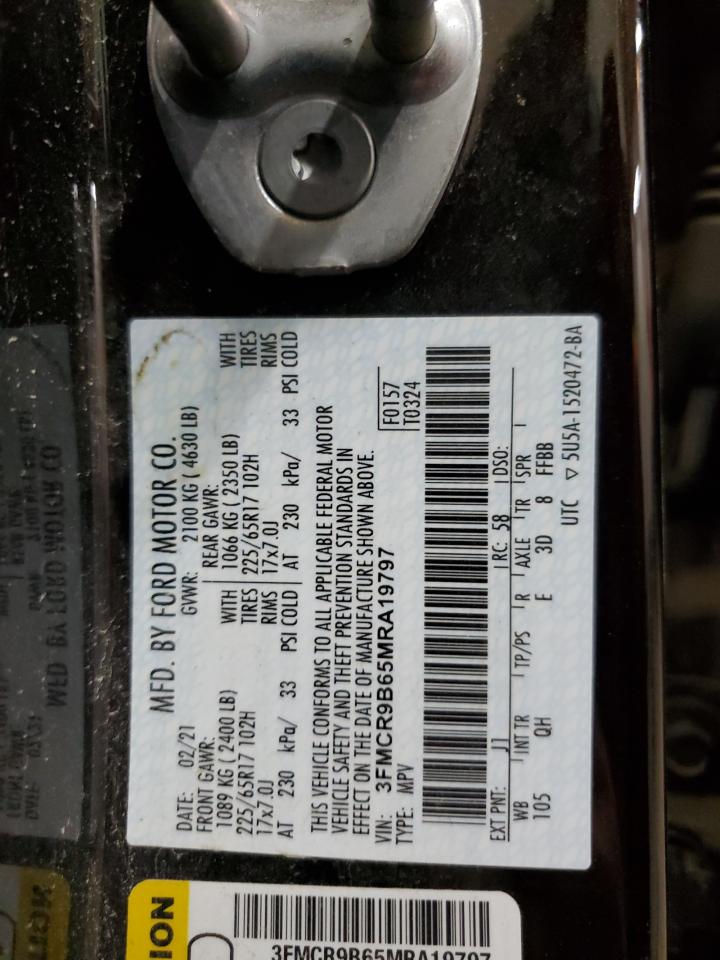 MFD. BY FORD MOTOR CO.
DATE: 02/21 GVWR: 2100 KG ( 4630 LB)
FRONT GAWR: REAR GAWR:
1089 KG ( 2400 LB) WITH 1066 KG ( 2350 LB) WITH
225/65R17 102H TIRES 225/65R17 102H TIRES
17x7.0J RIMS 17x7.0J RIMS
AT 230 kPa/ 33 PSI COLD AT 230 kPa/ 33 PSI COLD
THIS VEHICLE CONFORMS TO ALL APPLICABLE FEDERAL MOTOR
VEHICLE SAFETY AND THEFT PREVENTION STANDARDS IN
EFFECT ON THE DATE OF MANUFACTURE SHOWN ABOVE.
VIN: 3FMCR9B65MRA19797 F0157
TYPE: MPV T0324
EXT PNT: J1 RC: 58 DSO:
WB INT TR TP/PS R AXLE TR SPR
105 QH E 3D 8 FFBB
UTC ▽ 5U5A-1520472-BA
ION
3FMCR9B65MRA19797